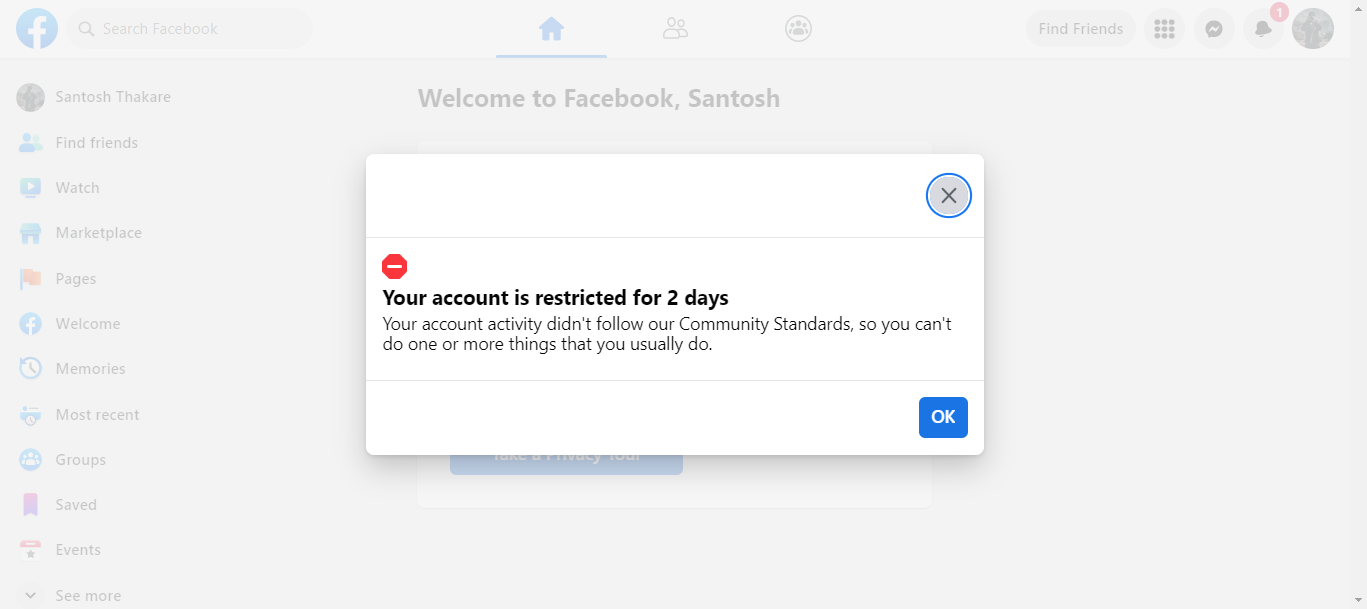 Search Facebook
Find Friends
1
Santosh Thakare
Find friends
Watch
Marketplace
Pages
Welcome
Memories
Most recent
Groups
Saved
Events
See more
Welcome to Facebook, Santosh
Your account is restricted for 2 days
Your account activity didn't follow our Community Standards, so you can't
do one or more things that you usually do.
OK
Take a Privacy Tour